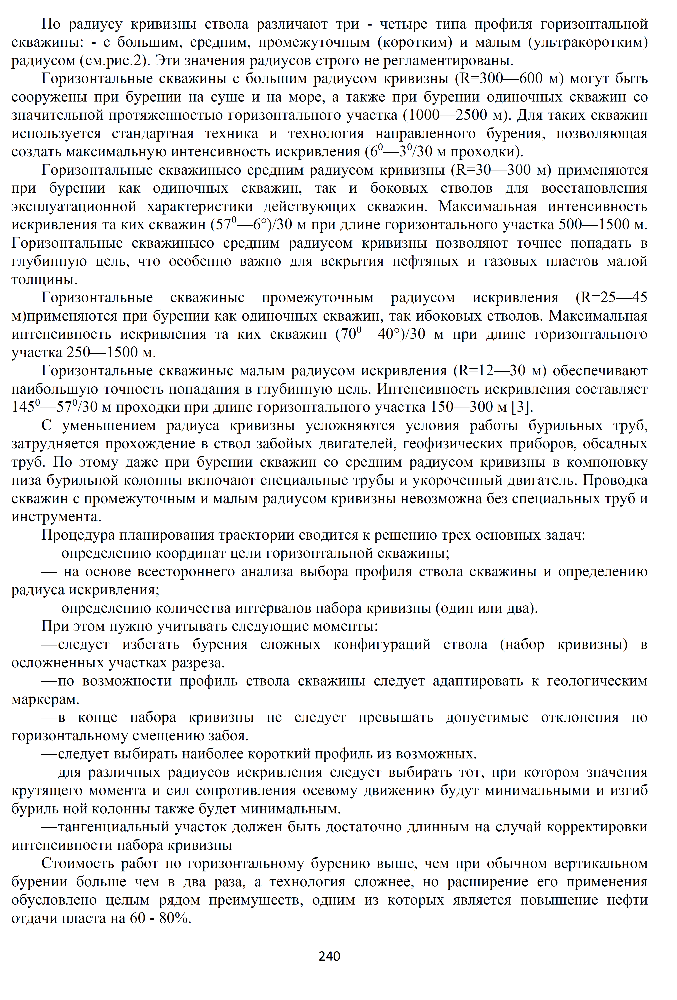 По радиусу кривизны ствола различают три - четыре типа профиля горизонтальной
скважины: - с большим, средним, промежуточным (коротким) и малым (ультракоротким)
радиусом (см.рис.2). Эти значения радиусов строго не регламентированы.
Горизонтальные скважины с большим радиусом кривизны (R=300—600 м) могут быть
сооружены при бурении на суше и на море, а также при бурении одиночных скважин со
значительной протяженностью горизонтального участка (1000—2500 м). Для таких скважин
используется стандартная техника и технология направленного бурения, позволяющая
создать максимальную интенсивность искривления (6⁰—3⁰/30 м проходки).
Горизонтальные скважинысо средним радиусом кривизны (R=30—300 м) применяются
при бурении как одиночных скважин, так и боковых стволов для восстановления
эксплуатационной характеристики действующих скважин. Максимальная интенсивность
искривления та ких скважин (57⁰—6°)/30 м при длине горизонтального участка 500—1500 м.
Горизонтальные скважинысо средним радиусом кривизны позволяют точнее попадать в
глубинную цель, что особенно важно для вскрытия нефтяных и газовых пластов малой
толщины.
Горизонтальные скважиныс промежуточным радиусом искривления (R=25—45
м)применяются при бурении как одиночных скважин, так ибоковых стволов. Максимальная
интенсивность искривления та ких скважин (70⁰—40°)/30 м при длине горизонтального
участка 250—1500 м.
Горизонтальные скважиныс малым радиусом искривления (R=12—30 м) обеспечивают
наибольшую точность попадания в глубинную цель. Интенсивность искривления составляет
145⁰—57⁰/30 м проходки при длине горизонтального участка 150—300 м [3].
С уменьшением радиуса кривизны усложняются условия работы бурильных труб,
затрудняется прохождение в ствол забойых двигателей, геофизических приборов, обсадных
труб. По этому даже при бурении скважин со средним радиусом кривизны в компоновку
низа бурильной колонны включают специальные трубы и укороченный двигатель. Проводка
скважин с промежуточным и малым радиусом кривизны невозможна без специальных труб и
инструмента.
Процедура планирования траектории сводится к решению трех основных задач:
— определению координат цели горизонтальной скважины;
— на основе всестороннего анализа выбора профиля ствола скважины и определению
радиуса искривления;
— определению количества интервалов набора кривизны (один или два).
При этом нужно учитывать следующие моменты:
—следует избегать бурения сложных конфигураций ствола (набор кривизны) в
осложненных участках разреза.
—по возможности профиль ствола скважины следует адаптировать к геологическим
маркерам.
—в конце набора кривизны не следует превышать допустимые отклонения по
горизонтальному смещению забоя.
—следует выбирать наиболее короткий профиль из возможных.
—для различных радиусов искривления следует выбирать тот, при котором значения
крутящего момента и сил сопротивления осевому движению будут минимальными и изгиб
буриль ной колонны также будет минимальным.
—тангенциальный участок должен быть достаточно длинным на случай корректировки
интенсивности набора кривизны
Стоимость работ по горизонтальному бурению выше, чем при обычном вертикальном
бурении больше чем в два раза, а технология сложнее, но расширение его применения
обусловлено целым рядом преимуществ, одним из которых является повышение нефти
отдачи пласта на 60 - 80%.
240